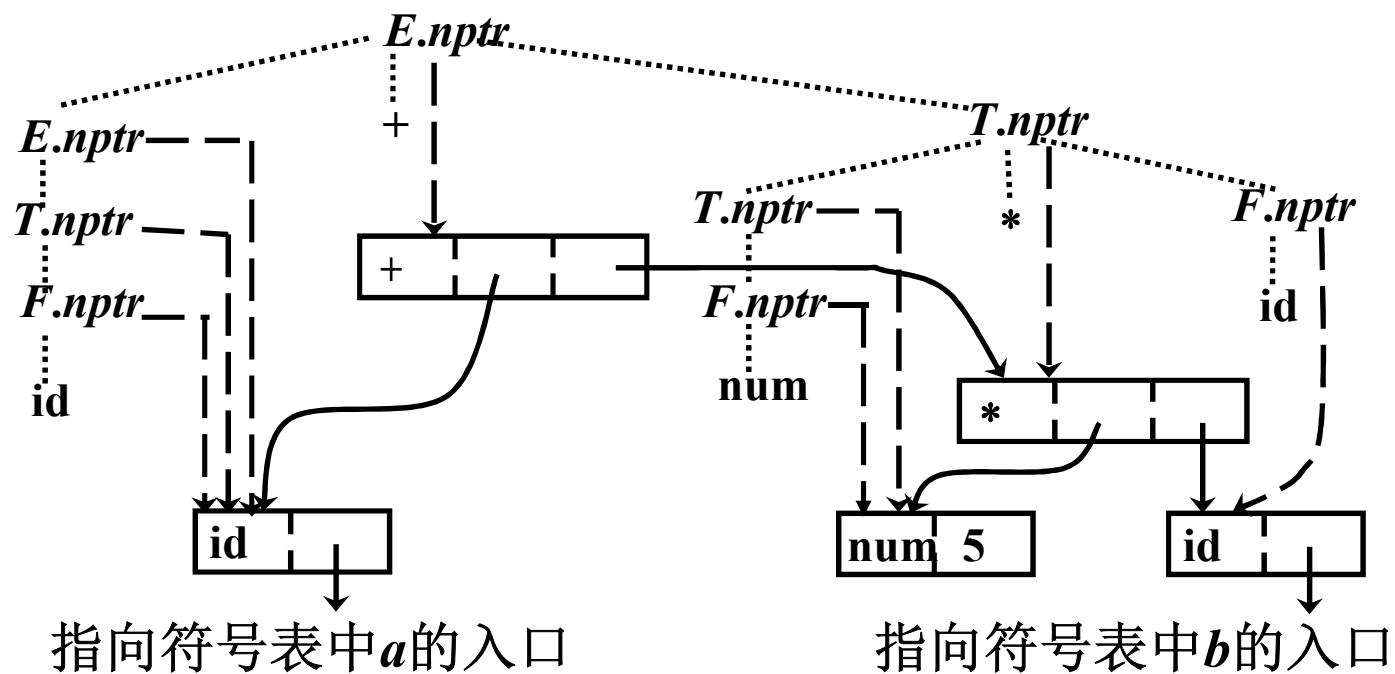 E.nptr
+
T.nptr
E.nptr
T.nptr
F.nptr
T.nptr
*
F.nptr
+
F.nptr
id
id
num
*
id
num 5
id
指向符号表中a的入口
指向符号表中b的入口